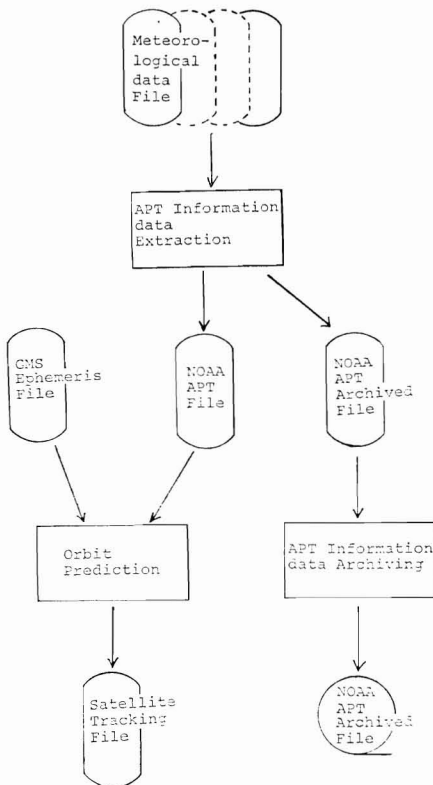 Meteoro-
logical
data
File
APT Information
data
Extraction
GMS
Ephemeris
File
NOAA
APT
File
NOAA
APT
Archived
File
Orbit
Prediction
APT Information
data Archiving
Satellite
Tracking
File
NOAA
APT
Archived
File